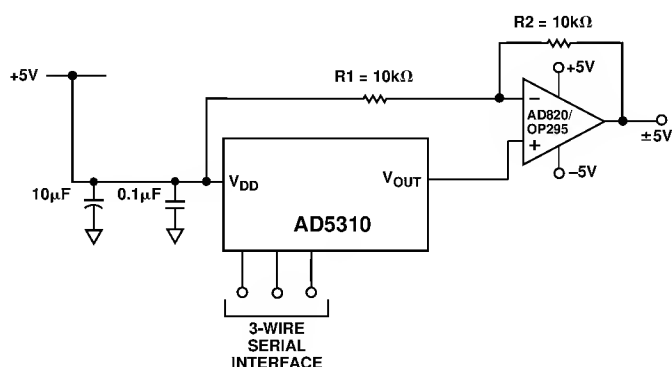 R2 = 10kΩ
+5V
R1 = 10kΩ
+5V
−
AD820/
OP295
+
±5V
−5V
10μF
0.1μF
VDD
VOUT
AD5310
3-WIRE
SERIAL
INTERFACE